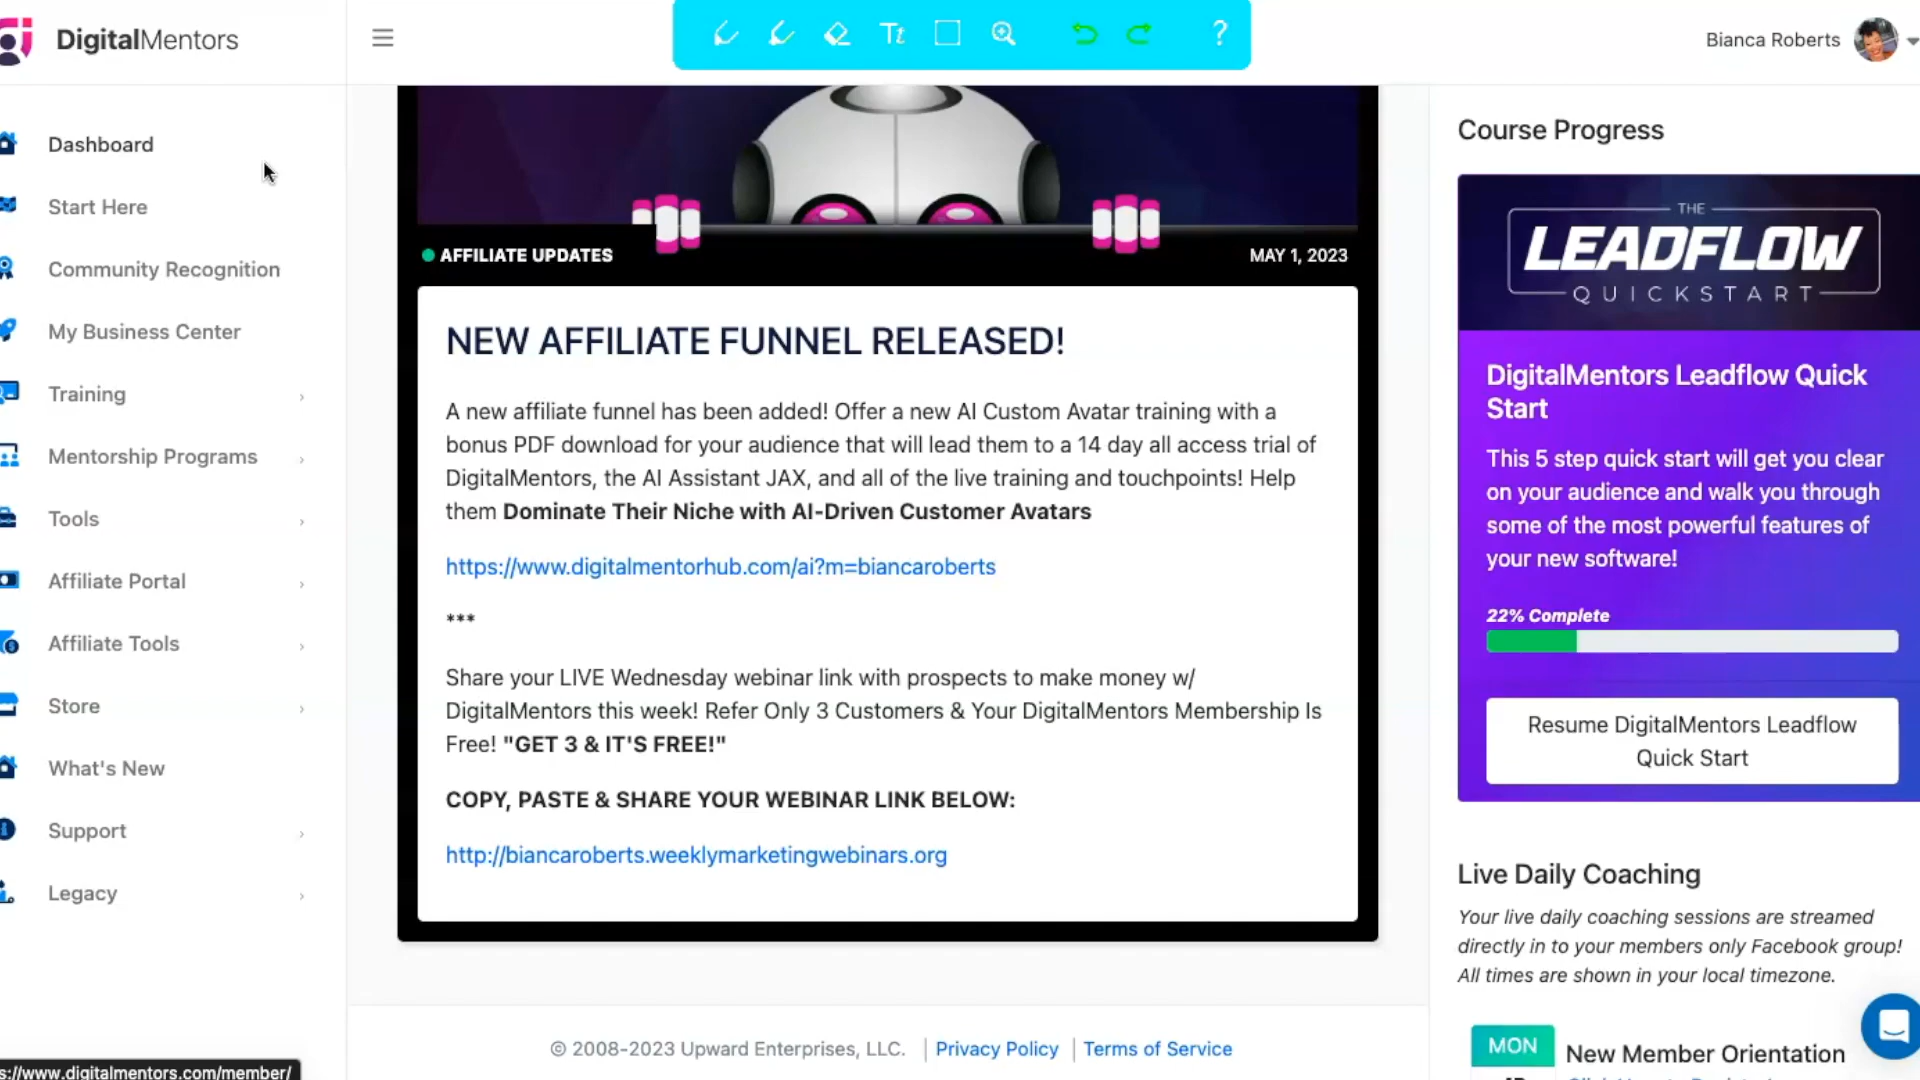 DigitalMentors
Tt
?
Bianca Roberts
Dashboard
Start Here
Community Recognition
My Business Center
Training
Mentorship Programs
Tools
Affiliate Portal
Affiliate Tools
Store
What's New
Support
Legacy
AFFILIATE UPDATES
MAY 1, 2023
NEW AFFILIATE FUNNEL RELEASED!
A new affiliate funnel has been added! Offer a new AI Custom Avatar training with a
bonus PDF download for your audience that will lead them to a 14 day all access trial of
DigitalMentors, the AI Assistant JAX, and all of the live training and touchpoints! Help
them Dominate Their Niche with AI-Driven Customer Avatars
https://www.digitalmentorhub.com/ai?m=biancaroberts
***
Share your LIVE Wednesday webinar link with prospects to make money w/
DigitalMentors this week! Refer Only 3 Customers & Your DigitalMentors Membership Is
Free! "GET 3 & IT'S FREE!"
COPY, PASTE & SHARE YOUR WEBINAR LINK BELOW:
http://biancaroberts.weeklymarketingwebinars.org
© 2008-2023 Upward Enterprises, LLC. | Privacy Policy | Terms of Service
Course Progress
THE
LEADFLOW
QUICKSTART
DigitalMentors Leadflow Quick
Start
This 5 step quick start will get you clear
on your audience and walk you through
some of the most powerful features of
your new software!
22% Complete
Resume DigitalMentors Leadflow
Quick Start
Live Daily Coaching
Your live daily coaching sessions are streamed
directly in to your members only Facebook group!
All times are shown in your local timezone.
MON
New Member Orientation
s://www.digitalmentors.com/member/